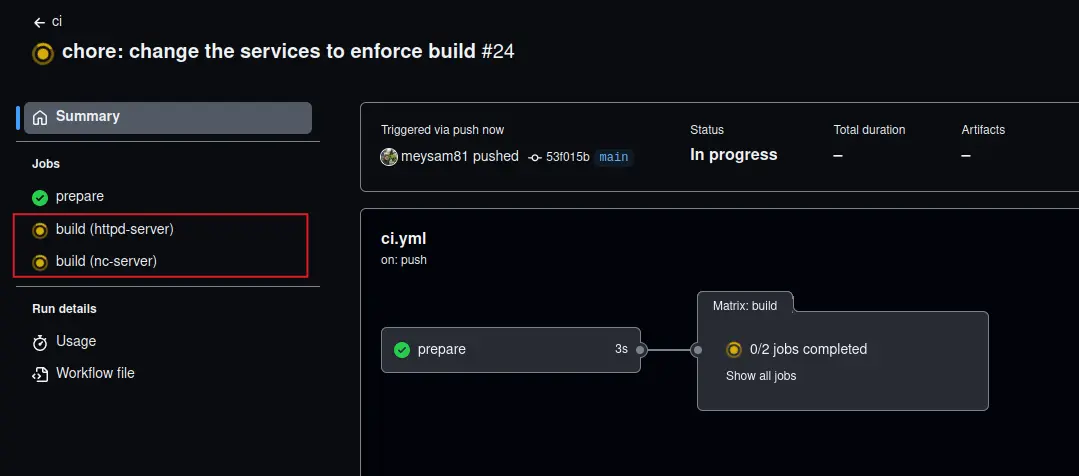 ci
chore: change the services to enforce build #24
Summary
Jobs
prepare
build (httpd-server)
build (nc-server)
Run details
Usage
Workflow file
Triggered via push now
meysam81 pushed 53f015b main
Status
In progress
Total duration
–
Artifacts
–
ci.yml
on: push
prepare 3s
Matrix: build
0/2 jobs completed
Show all jobs